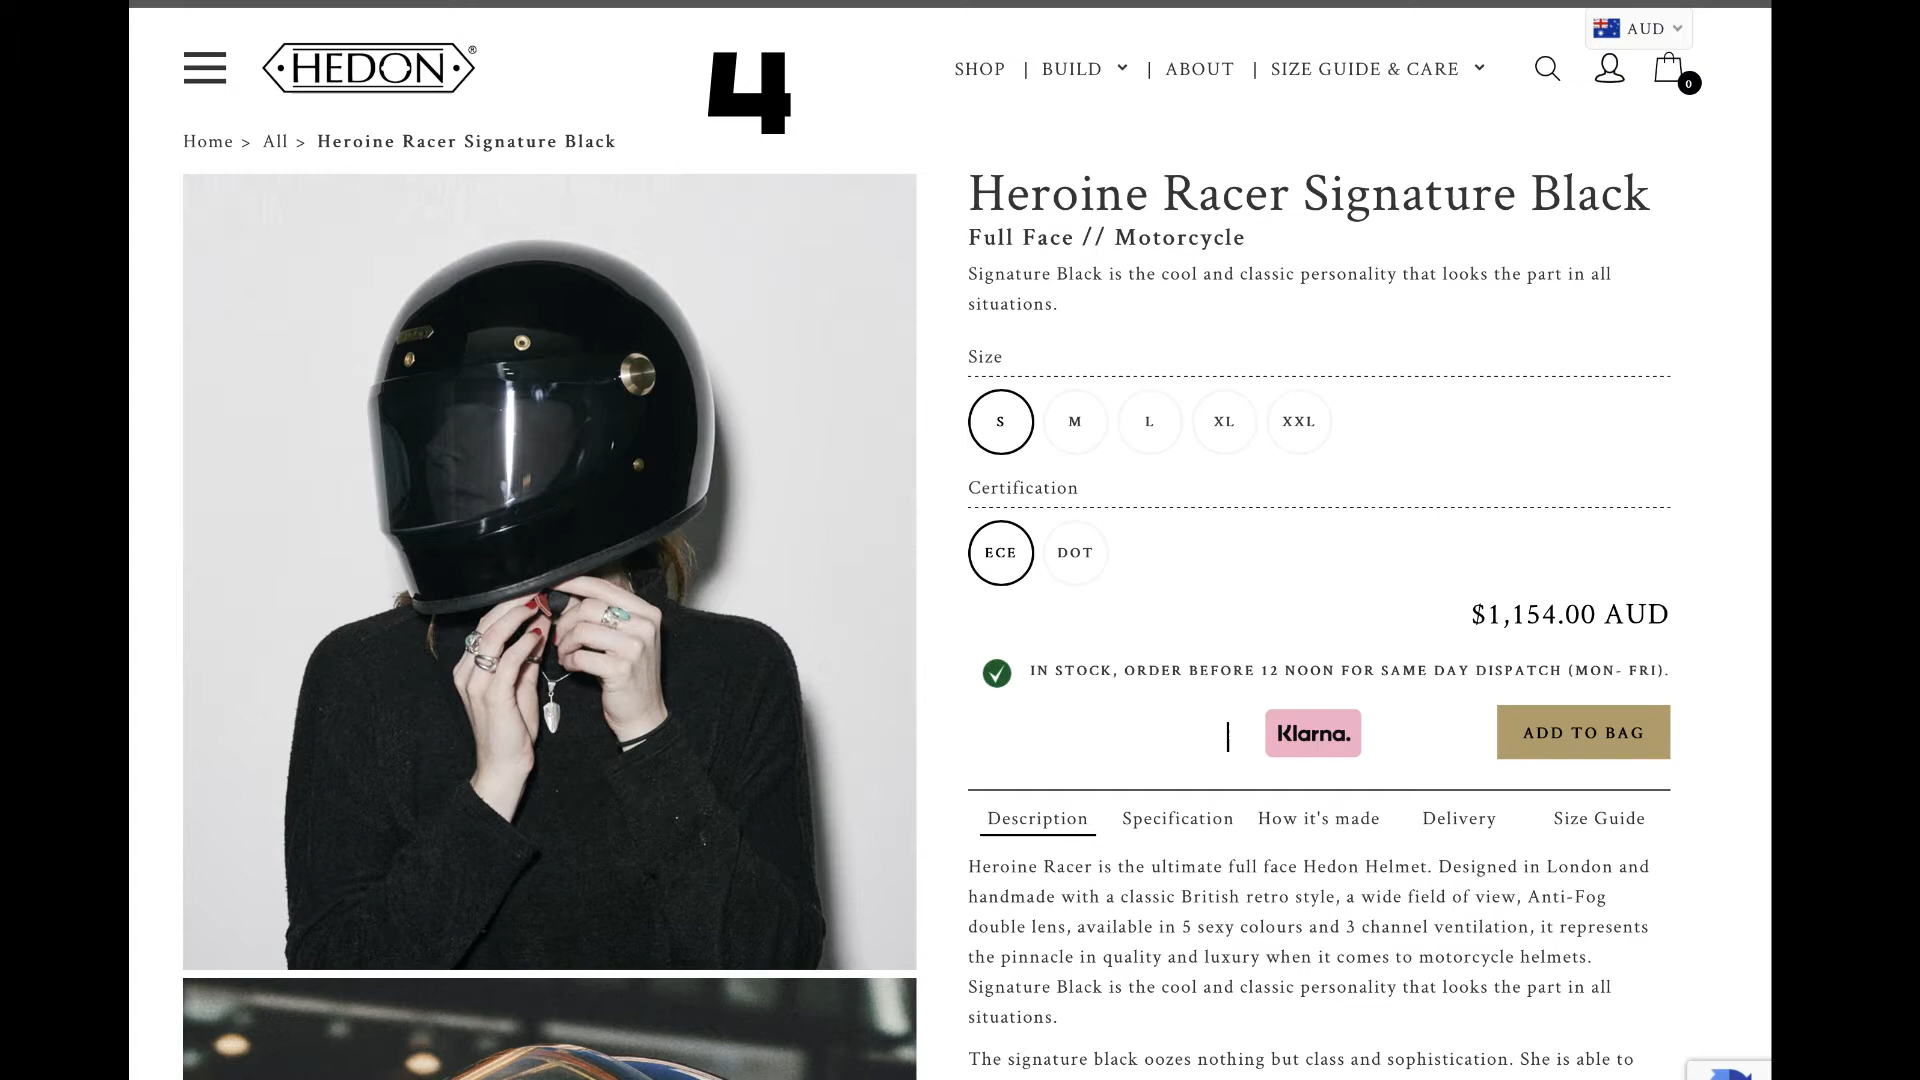 AUD
HEDON®
4
SHOP | BUILD | ABOUT | SIZE GUIDE & CARE
0
Home > All > Heroine Racer Signature Black
Heroine Racer Signature Black
Full Face // Motorcycle
Signature Black is the cool and classic personality that looks the part in all
situations.
Size
S M L XL XXL
Certification
ECE DOT
$1,154.00 AUD
IN STOCK, ORDER BEFORE 12 NOON FOR SAME DAY DISPATCH (MON- FRI).
Klarna.
ADD TO BAG
Description Specification How it's made Delivery Size Guide
Heroine Racer is the ultimate full face Hedon Helmet. Designed in London and
handmade with a classic British retro style, a wide field of view, Anti-Fog
double lens, available in 5 sexy colours and 3 channel ventilation, it represents
the pinnacle in quality and luxury when it comes to motorcycle helmets.
Signature Black is the cool and classic personality that looks the part in all
situations.
The signature black oozes nothing but class and sophistication. She is able to